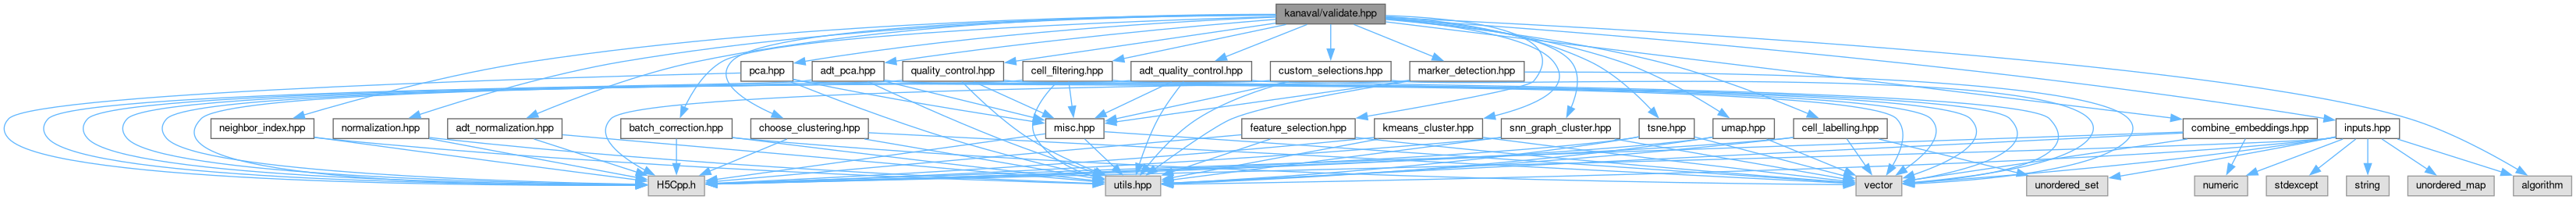 kanaval/validate.hpp
pca.hpp
adt_pca.hpp
quality_control.hpp
cell_filtering.hpp
adt_quality_control.hpp
custom_selections.hpp
marker_detection.hpp
neighbor_index.hpp
normalization.hpp
adt_normalization.hpp
batch_correction.hpp
choose_clustering.hpp
misc.hpp
feature_selection.hpp
kmeans_cluster.hpp
snn_graph_cluster.hpp
tsne.hpp
umap.hpp
cell_labelling.hpp
combine_embeddings.hpp
inputs.hpp
H5Cpp.h
utils.hpp
vector
unordered_set
numeric
stdexcept
string
unordered_map
algorithm